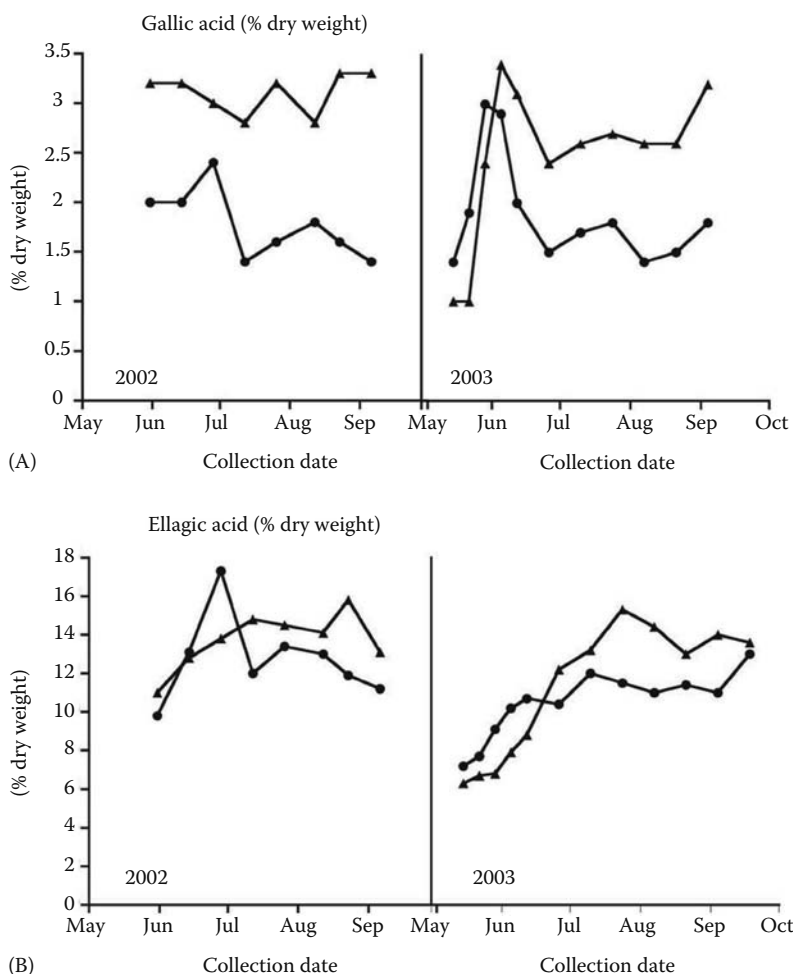 Gallic acid (% dry weight)
3.5
3
2.5
2
1.5
1
0.5
0
(% dry weight)
2002
2003
May Jun Jul Aug Sep May Jun Jul Aug Sep Oct
(A) Collection date Collection date
Ellagic acid (% dry weight)
18
16
14
12
10
8
6
4
2
0
(% dry weight)
2002
2003
May Jun Jul Aug Sep May Jun Jul Aug Sep Oct
(B) Collection date Collection date